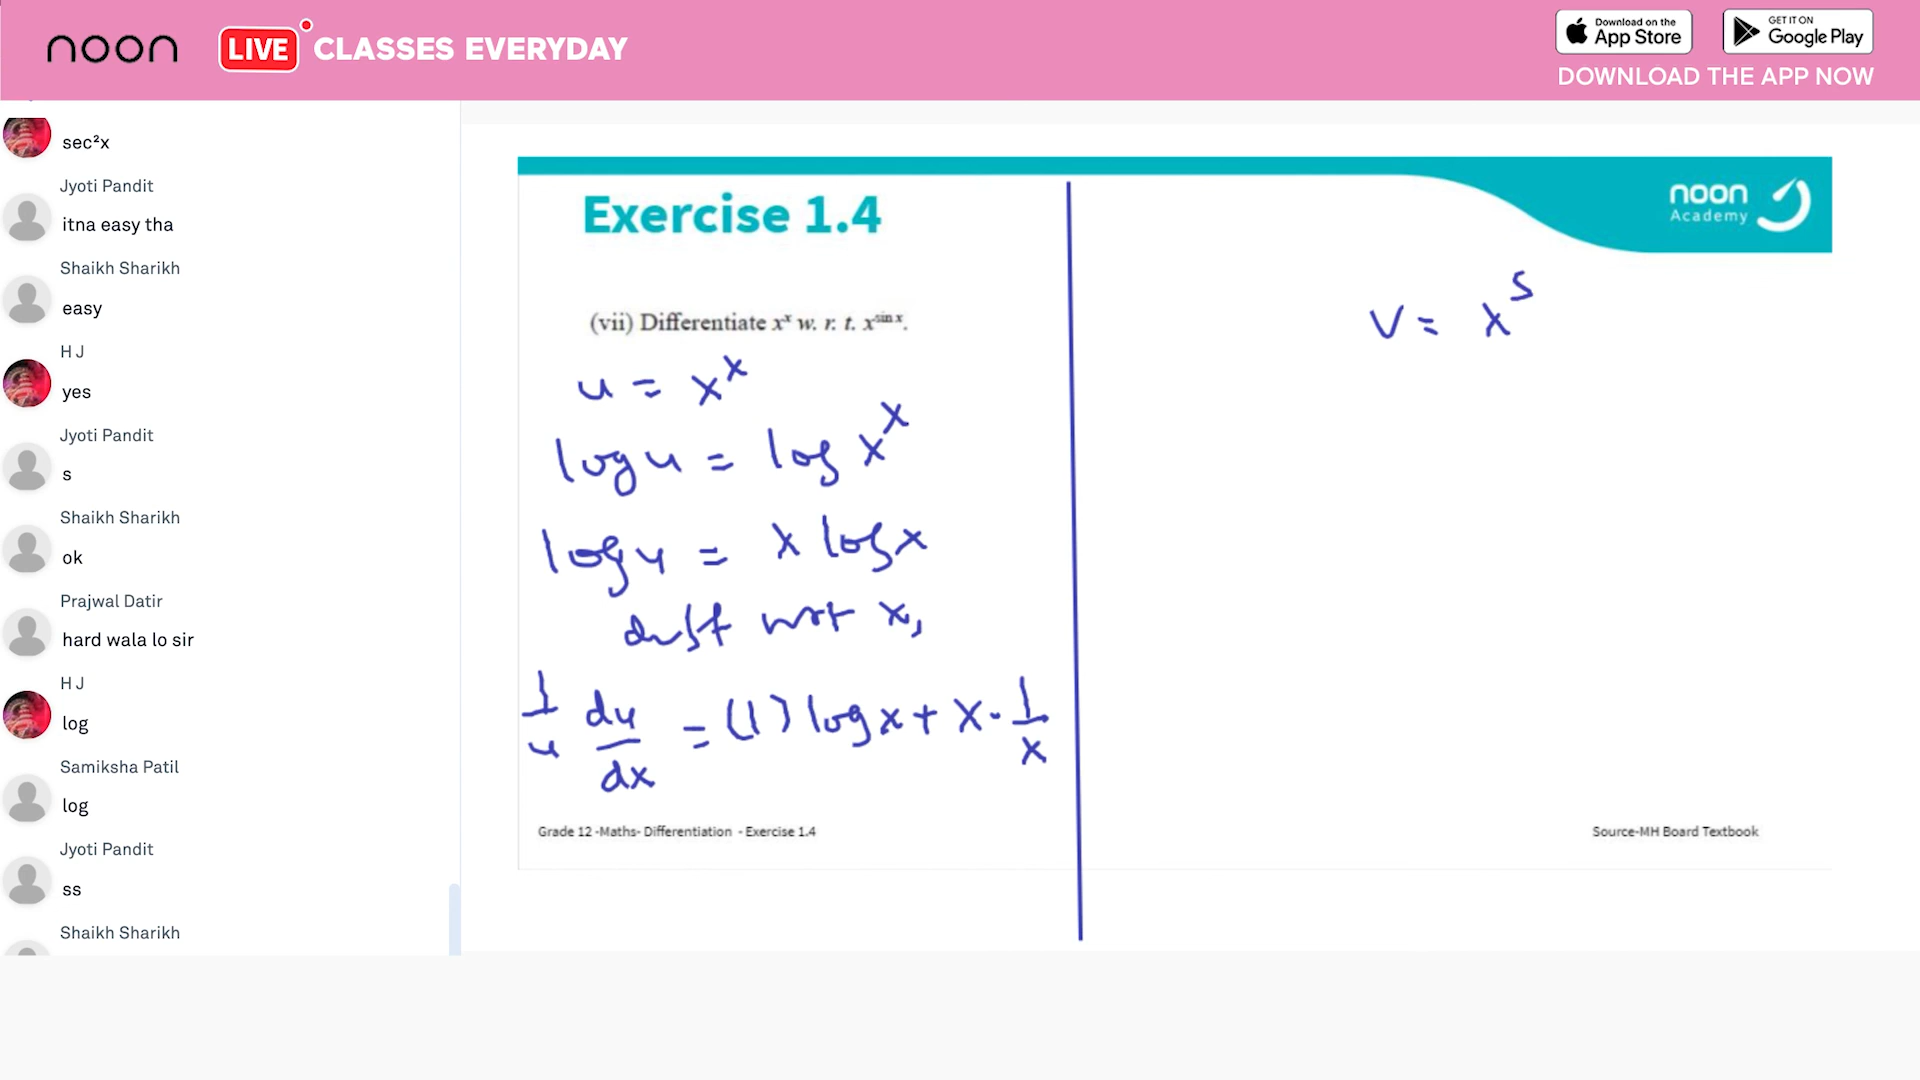 noon LIVE CLASSES EVERYDAY
Download on the App Store
GET IT ON Google Play
DOWNLOAD THE APP NOW
sec²x
Jyoti Pandit
itna easy tha
Shaikh Sharikh
easy
H J
yes
Jyoti Pandit
s
Shaikh Sharikh
ok
Prajwal Datir
hard wala lo sir
H J
log
Samiksha Patil
log
Jyoti Pandit
ss
Shaikh Sharikh
noon Academy
Exercise 1.4
(vii) Differentiate xˣ w. r. t. x^sin x.
u = xˣ
log u = log xˣ
log u = x log x
diff wrt x,
1/u du/dx = (1) log x + x · 1/x
v = x^s
Grade 12 -Maths- Differentiation - Exercise 1.4
Source-MH Board Textbook